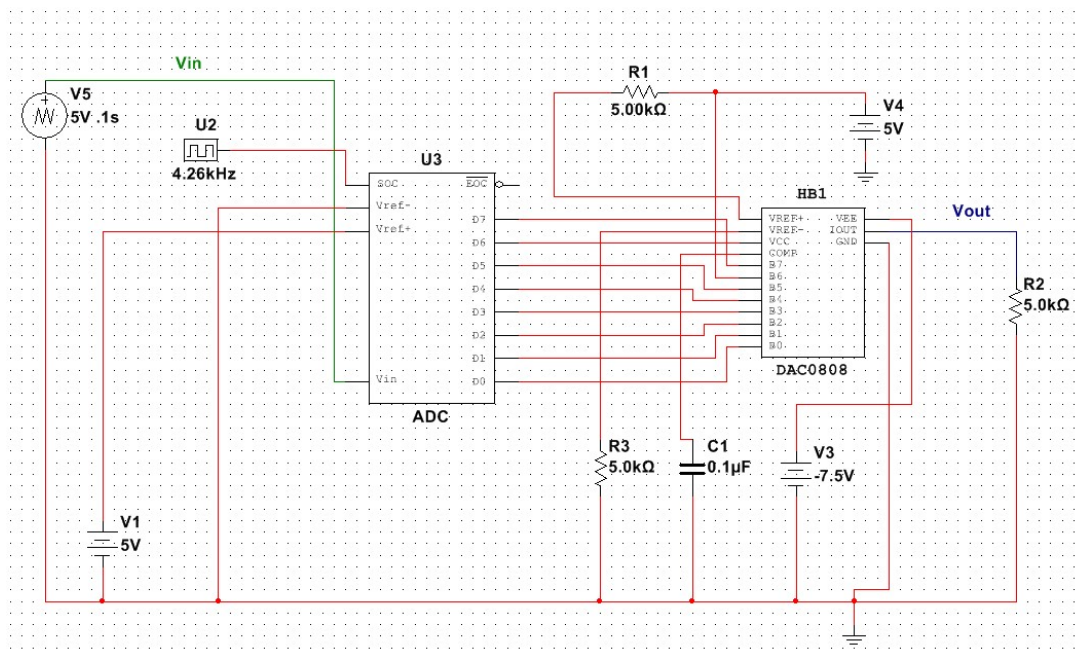 Vin
V5
5V .1s
U2
4.26kHz
U3
SOC
EOC
Vref-
Vref+
D7
D6
D5
D4
D3
D2
D1
Vin
D0
ADC
V1
5V
R1
5.00kΩ
V4
5V
HB1
VREF+
VEE
VREF-
IOUT
VCC
GND
COMP
B7
B6
B5
B4
B3
B2
B1
B0
DAC0808
Vout
R2
5.0kΩ
R3
5.0kΩ
C1
0.1µF
V3
-7.5V